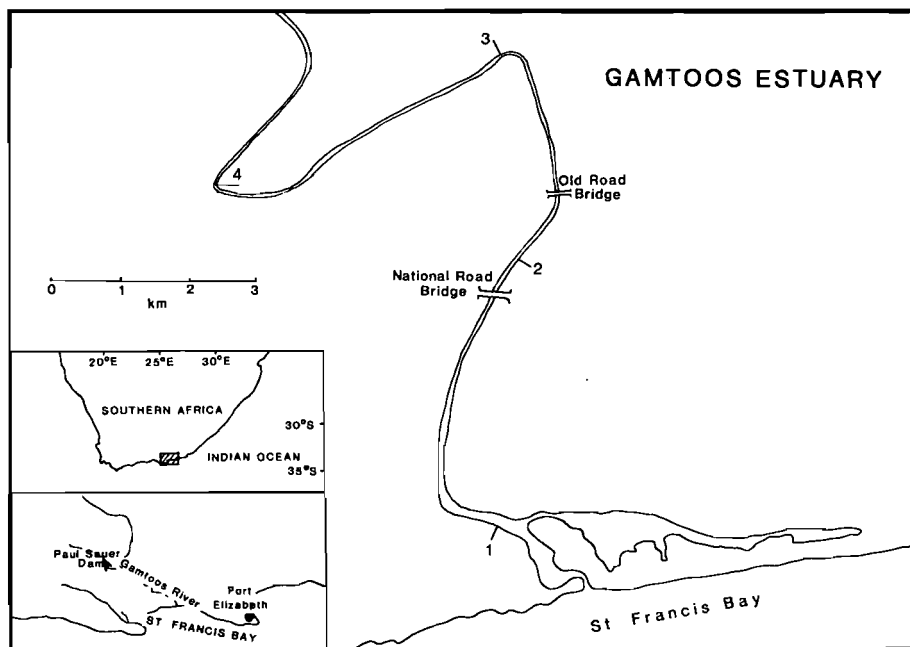 3
GAMTOOS ESTUARY
4
Old Road
Bridge
2
National Road
Bridge
0 1 2 3
km
20°E 25°E 30°E
SOUTHERN AFRICA
30°S
INDIAN OCEAN
35°S
1
Paul Sauer
Dam
Gamtoos River
Port
Elizabeth
ST FRANCIS BAY
St Francis Bay